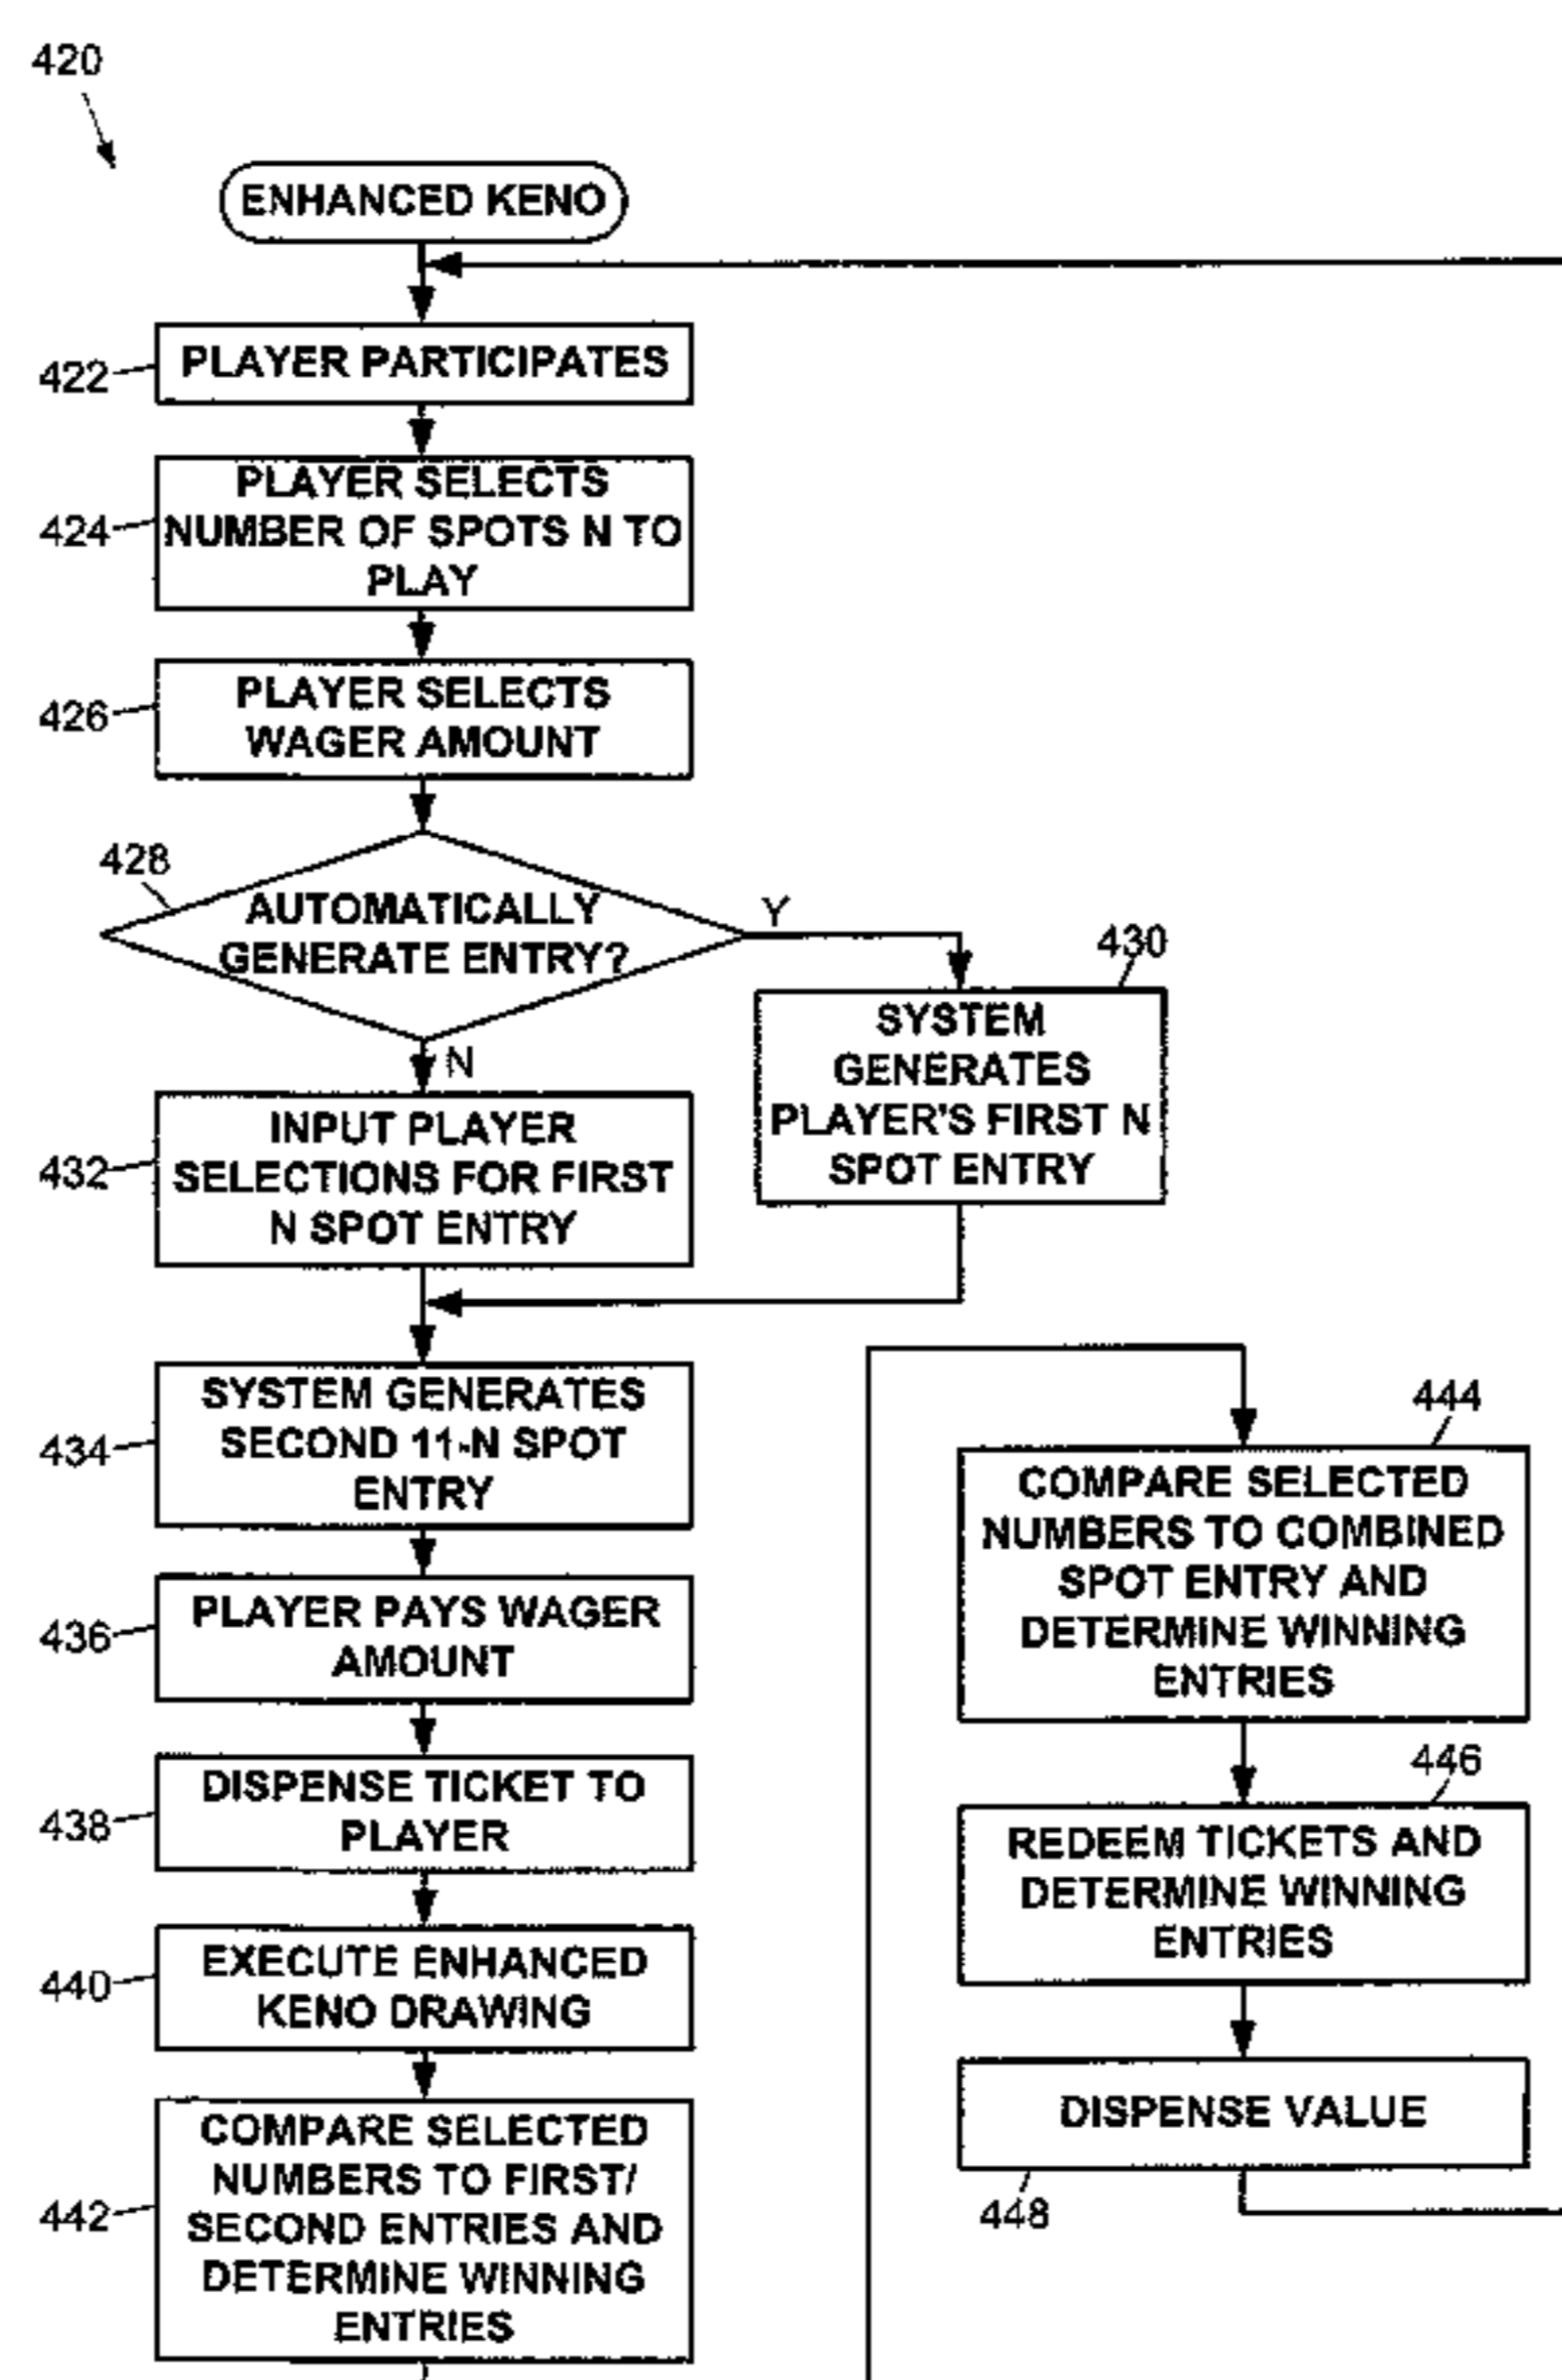 420
ENHANCED KENO
422
PLAYER PARTICIPATES
424
PLAYER SELECTS
NUMBER OF SPOTS N TO
PLAY
426
PLAYER SELECTS
WAGER AMOUNT
428
AUTOMATICALLY
GENERATE ENTRY?
Y
N
430
SYSTEM
GENERATES
PLAYER'S FIRST N
SPOT ENTRY
432
INPUT PLAYER
SELECTIONS FOR FIRST
N SPOT ENTRY
434
SYSTEM GENERATES
SECOND 11-N SPOT
ENTRY
436
PLAYER PAYS WAGER
AMOUNT
438
DISPENSE TICKET TO
PLAYER
440
EXECUTE ENHANCED
KENO DRAWING
442
COMPARE SELECTED
NUMBERS TO FIRST/
SECOND ENTRIES AND
DETERMINE WINNING
ENTRIES
444
COMPARE SELECTED
NUMBERS TO COMBINED
SPOT ENTRY AND
DETERMINE WINNING
ENTRIES
446
REDEEM TICKETS AND
DETERMINE WINNING
ENTRIES
DISPENSE VALUE
448